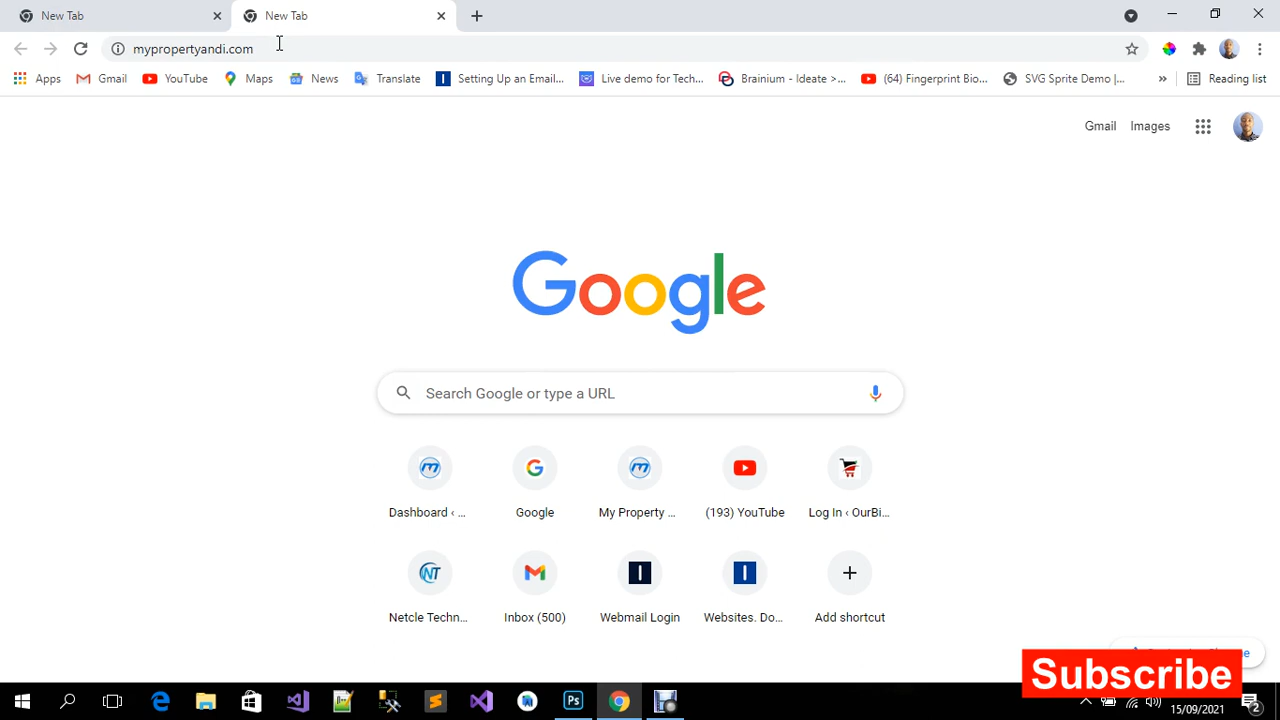 New Tab
New Tab
mypropertyandi.com
Apps
Gmail
YouTube
Maps
News
Translate
Setting Up an Email...
Live demo for Tech...
Brainium - Ideate >...
(64) Fingerprint Bio...
SVG Sprite Demo |...
»
Reading list
Gmail
Images
Google
Search Google or type a URL
Dashboard ‹ ...
Google
My Property ...
(193) YouTube
Log In ‹ OurBi...
Netcle Techn...
Inbox (500)
Webmail Login
Websites. Do...
Add shortcut
Subscribe
15/09/2021
2